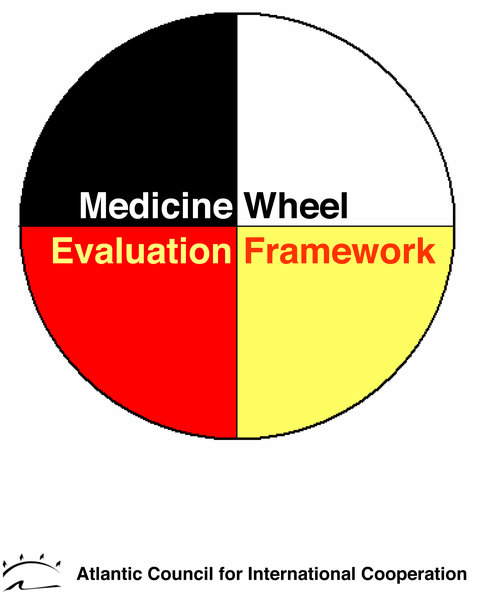 Medicine Wheel
Evaluation Framework
Atlantic Council for International Cooperation